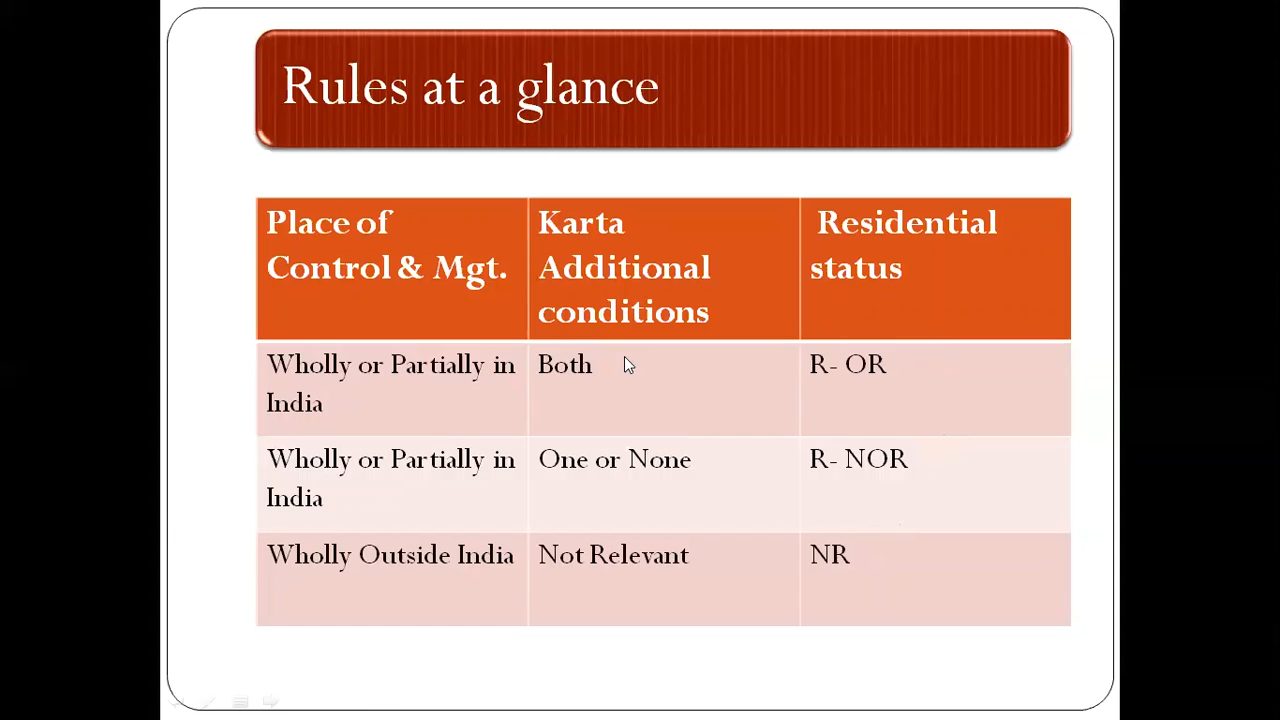 Rules at a glance
Place of
Control & Mgt.
Karta
Additional
conditions
Residential
status
Wholly or Partially in
India
Both
R- OR
Wholly or Partially in
India
One or None
R- NOR
Wholly Outside India
Not Relevant
NR